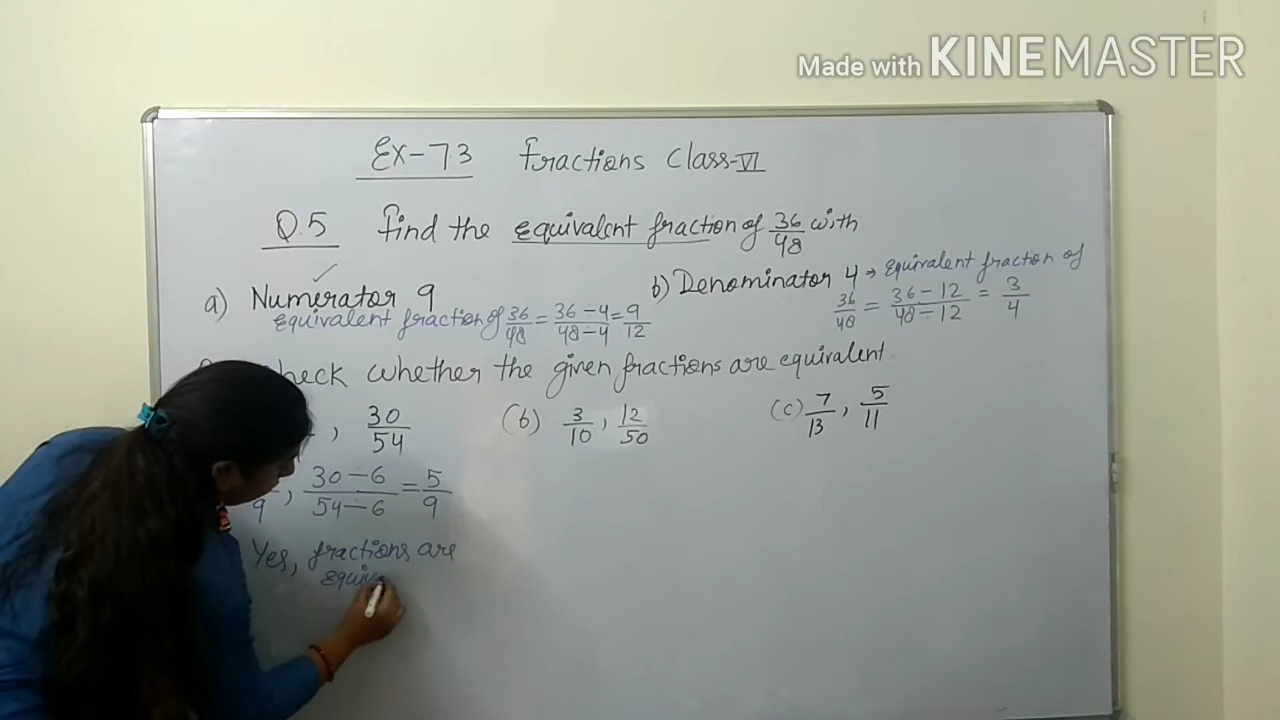 Made with KINEMASTER
Ex-7.3 Fractions Class-VI
Q.5 Find the equivalent fraction of 36/48 with
a) Numerator 9
Equivalent fraction of 36/48 = 36÷4/48÷4 = 9/12
b) Denominator 4 → Equivalent fraction of
36/48 = 36÷12/48÷12 = 3/4
check whether the given fractions are equivalent.
, 30/54
9 , 30÷6/54÷6 = 5/9
Yes, fractions are
equiva
(b) 3/10 , 12/50
(c) 7/13 , 5/11